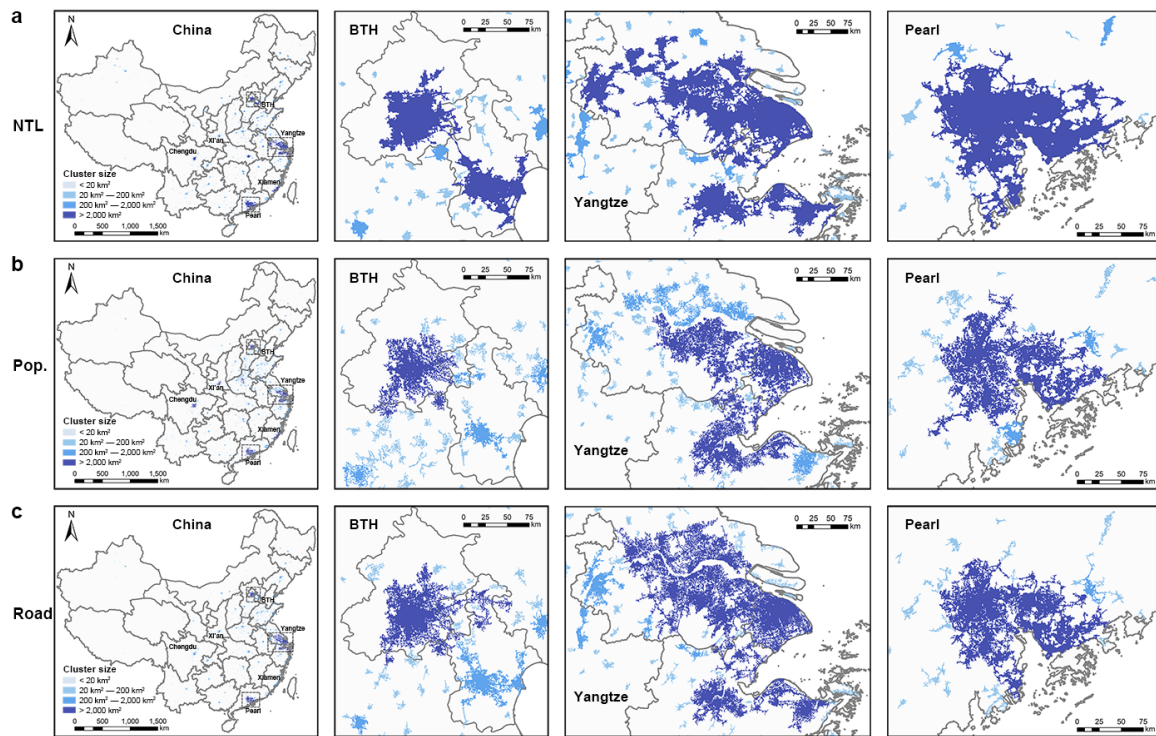 a
NTL
N
China
BTH
Yangtze
Xi'an
Chengdu
Xiamen
Pearl
Cluster size
< 20 km²
20 km² — 200 km²
200 km² — 2,000 km²
> 2,000 km²
0 500 1,000 1,500
km
BTH
0 25 50 75
km
Yangtze
0 25 50 75
km
Pearl
0 25 50 75
km
b
Pop.
N
China
BTH
Yangtze
Xi'an
Chengdu
Xiamen
Pearl
Cluster size
< 20 km²
20 km² — 200 km²
200 km² — 2,000 km²
> 2,000 km²
0 500 1,000 1,500
km
BTH
0 25 50 75
km
Yangtze
0 25 50 75
km
Pearl
0 25 50 75
km
c
Road
N
China
BTH
Yangtze
Xi'an
Chengdu
Xiamen
Pearl
Cluster size
< 20 km²
20 km² — 200 km²
200 km² — 2,000 km²
> 2,000 km²
0 500 1,000 1,500
km
BTH
0 25 50 75
km
Yangtze
0 25 50 75
km
Pearl
0 25 50 75
km